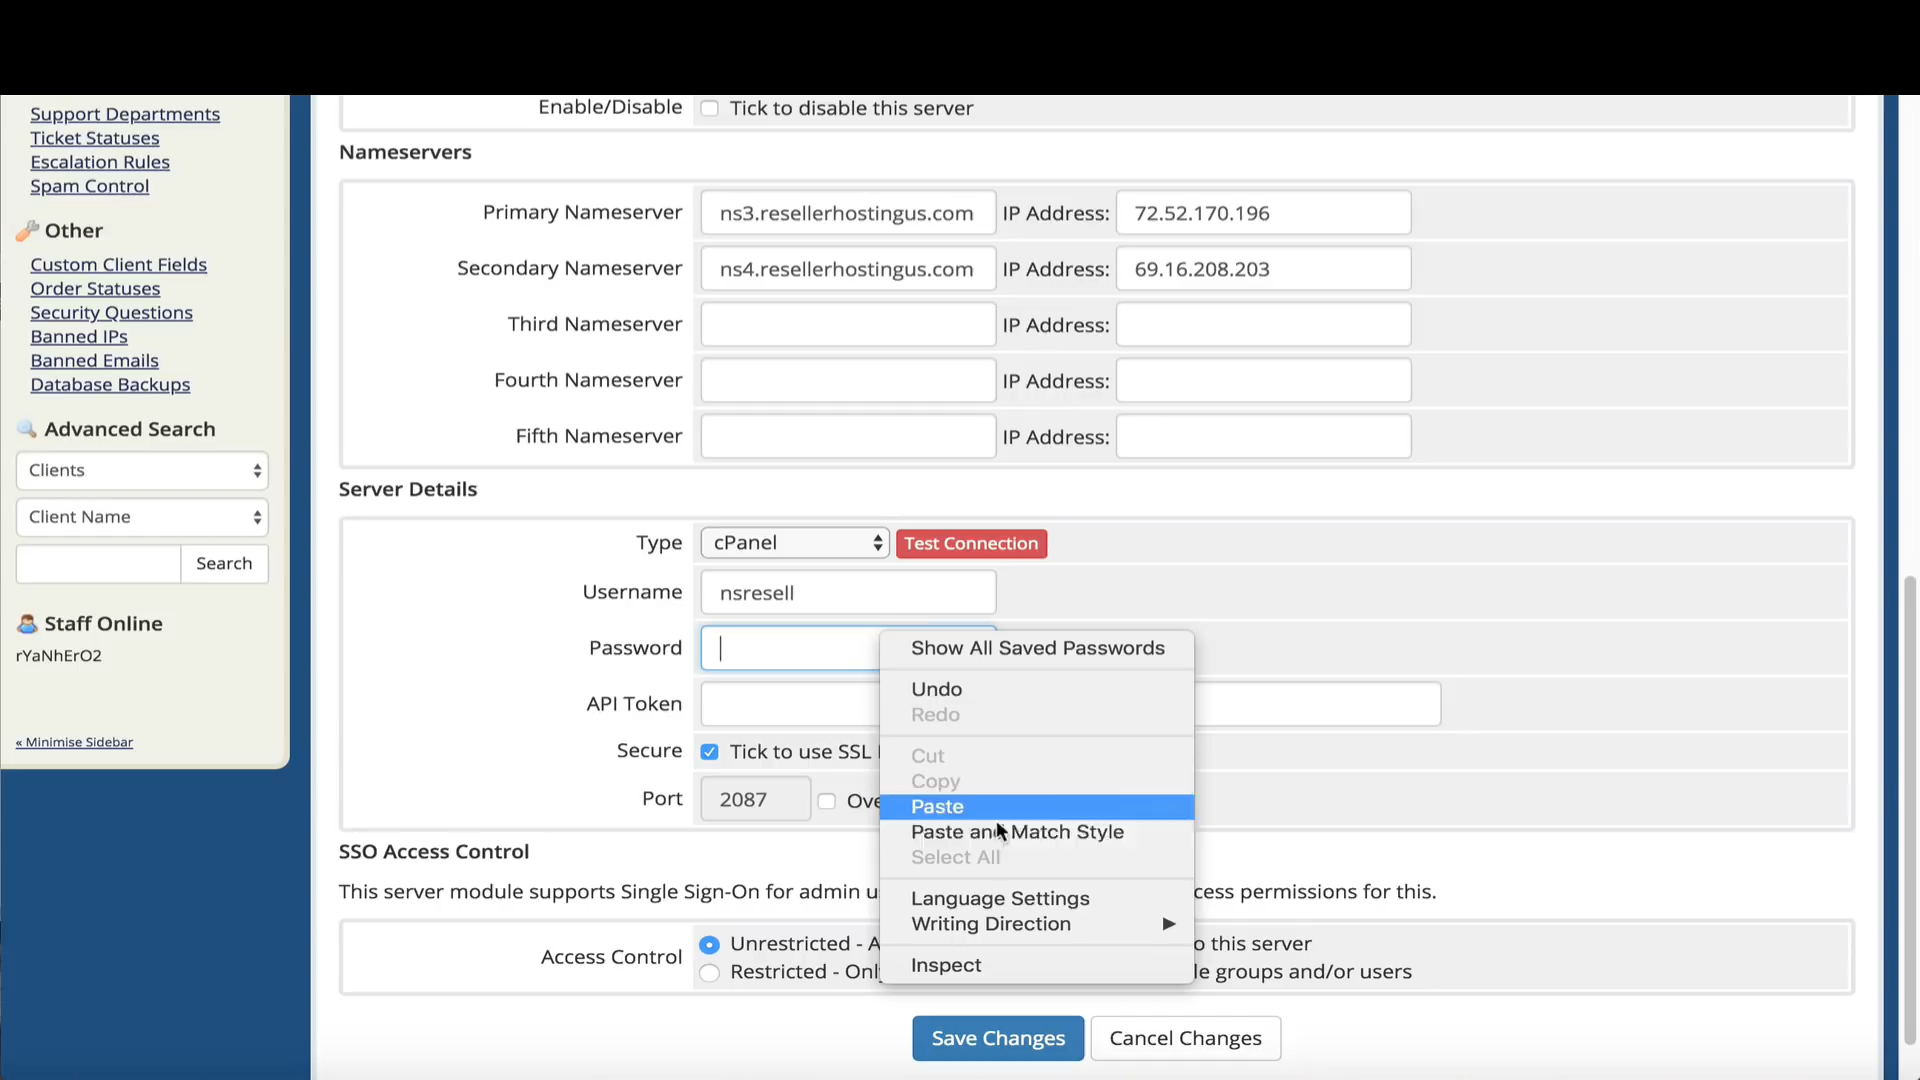 Support Departments
Ticket Statuses
Escalation Rules
Spam Control
Other
Custom Client Fields
Order Statuses
Security Questions
Banned IPs
Banned Emails
Database Backups
Advanced Search
Clients
Client Name
Search
Staff Online
rYaNhErO2
« Minimise Sidebar
Enable/Disable Tick to disable this server
Nameservers
Primary Nameserver ns3.resellerhostingus.com IP Address: 72.52.170.196
Secondary Nameserver ns4.resellerhostingus.com IP Address: 69.16.208.203
Third Nameserver IP Address:
Fourth Nameserver IP Address:
Fifth Nameserver IP Address:
Server Details
Type cPanel Test Connection
Username nsresell
Password
API Token
Secure Tick to use SSL
Port 2087 Ove
Show All Saved Passwords
Undo
Redo
Cut
Copy
Paste
Paste and Match Style
Select All
Language Settings
Writing Direction
Inspect
SSO Access Control
This server module supports Single Sign-On for admin u cess permissions for this.
Access Control Unrestricted - A o this server
Restricted - Onl le groups and/or users
Save Changes Cancel Changes